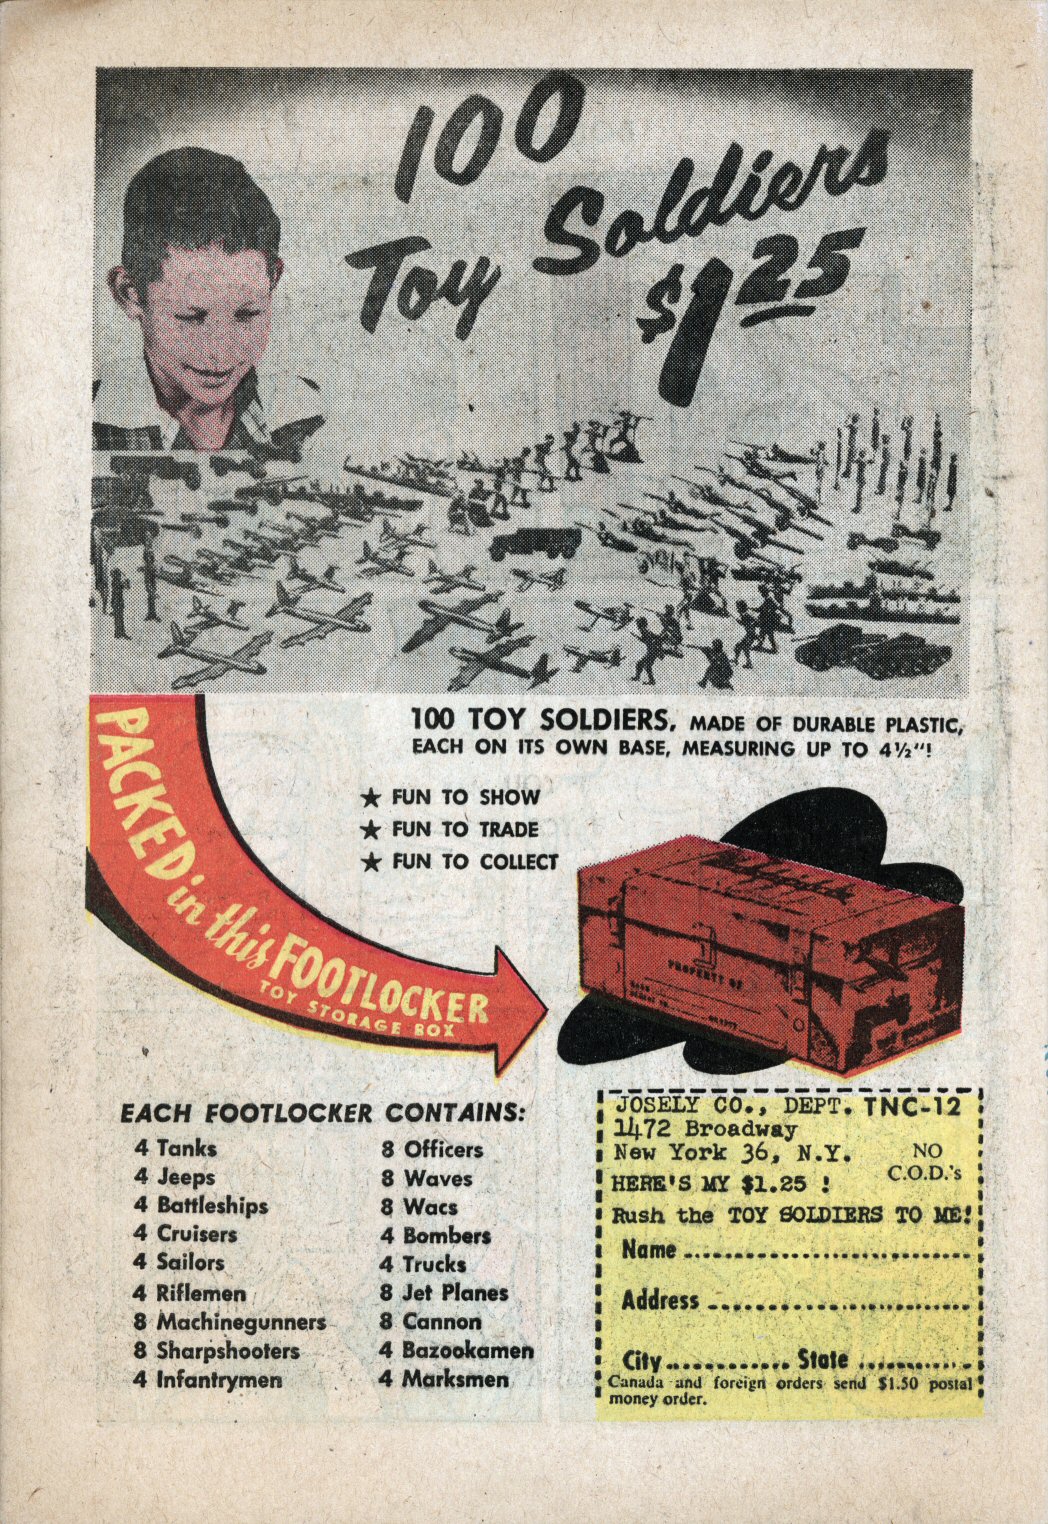 100
Toy Soldiers
$1 25
100 TOY SOLDIERS, MADE OF DURABLE PLASTIC,
EACH ON ITS OWN BASE, MEASURING UP TO 4½"!
★ FUN TO SHOW
★ FUN TO TRADE
★ FUN TO COLLECT
PACKED in this FOOTLOCKER
TOY STORAGE BOX
PROPERTY OF
EACH FOOTLOCKER CONTAINS:
4 Tanks
4 Jeeps
4 Battleships
4 Cruisers
4 Sailors
4 Riflemen
8 Machinegunners
8 Sharpshooters
4 Infantrymen
8 Officers
8 Waves
8 Wacs
4 Bombers
4 Trucks
8 Jet Planes
8 Cannon
4 Bazookamen
4 Marksmen
JOSELY CO., DEPT. TNC-12
1472 Broadway
New York 36, N.Y.
NO
C.O.D.'s
HERE'S MY $1.25 !
Rush the TOY SOLDIERS TO ME!
Name
Address
City ............ State ............
Canada and foreign orders send $1.50 postal
money order.